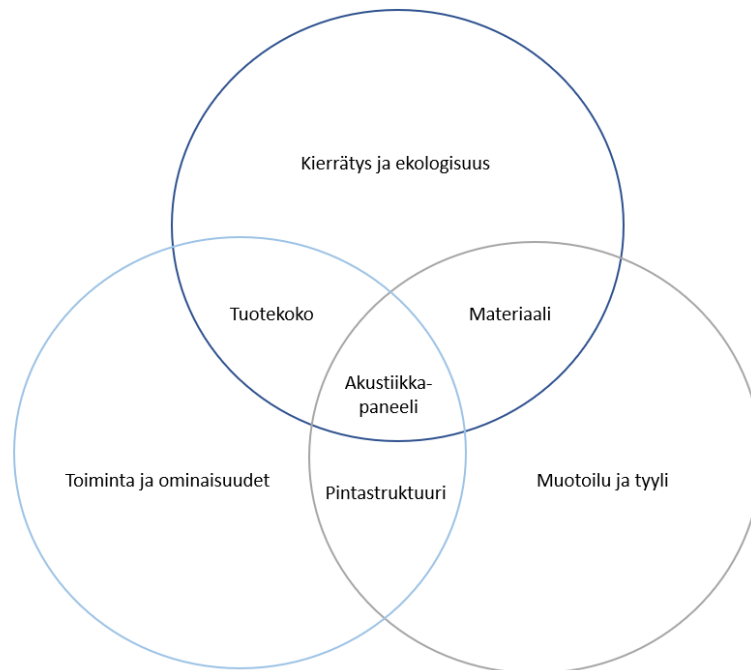 Kierrätys ja ekologisuus
Tuotekoko
Materiaali
Akustiikka-
paneeli
Toiminta ja ominaisuudet
Pintastruktuuri
Muotoilu ja tyyli